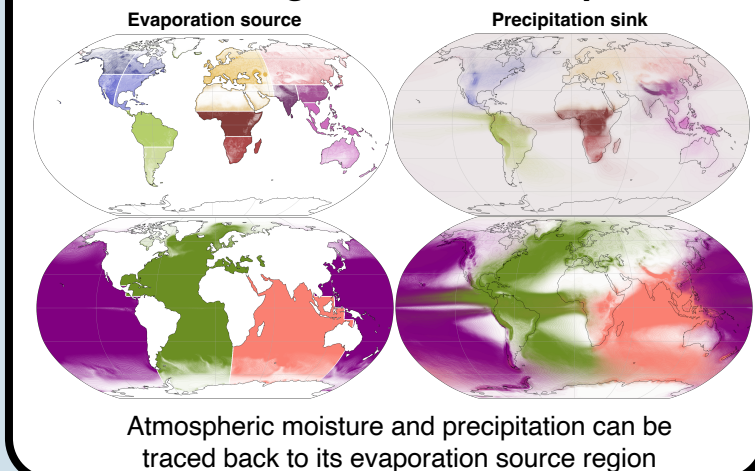 Evaporation source
Precipitation sink
Atmospheric moisture and precipitation can be
traced back to its evaporation source region